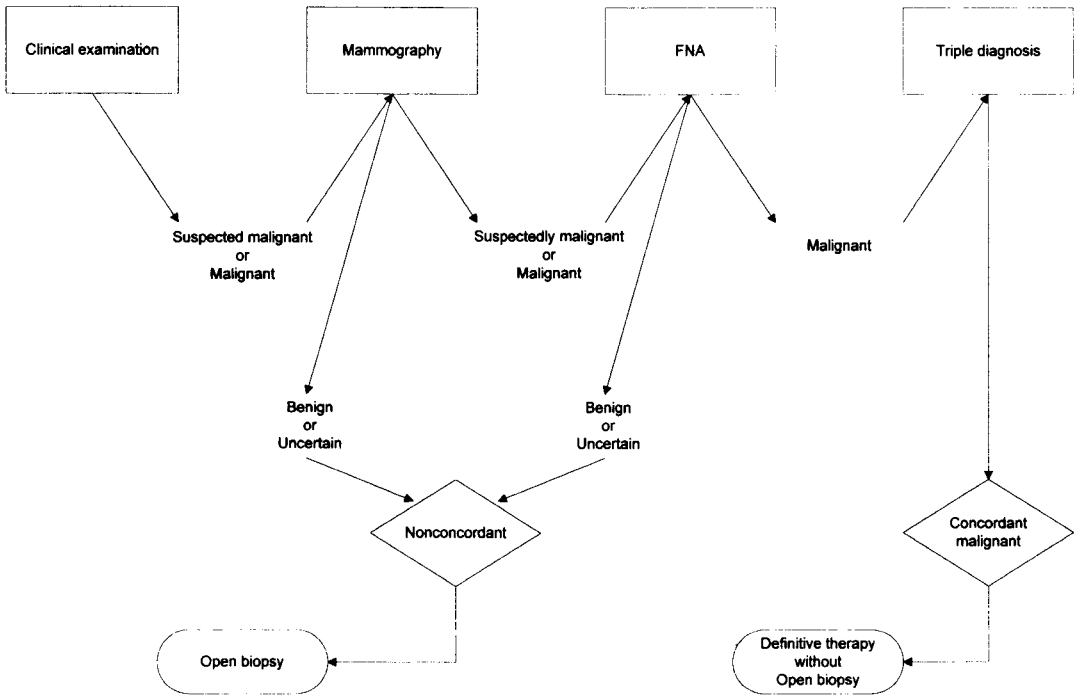 Clinical examination
Mammography
FNA
Triple diagnosis
Suspected malignant
or
Malignant
Suspectedly malignant
or
Malignant
Malignant
Benign
or
Uncertain
Benign
or
Uncertain
Nonconcordant
Concordant
malignant
Open biopsy
Definitive therapy
without
Open biopsy